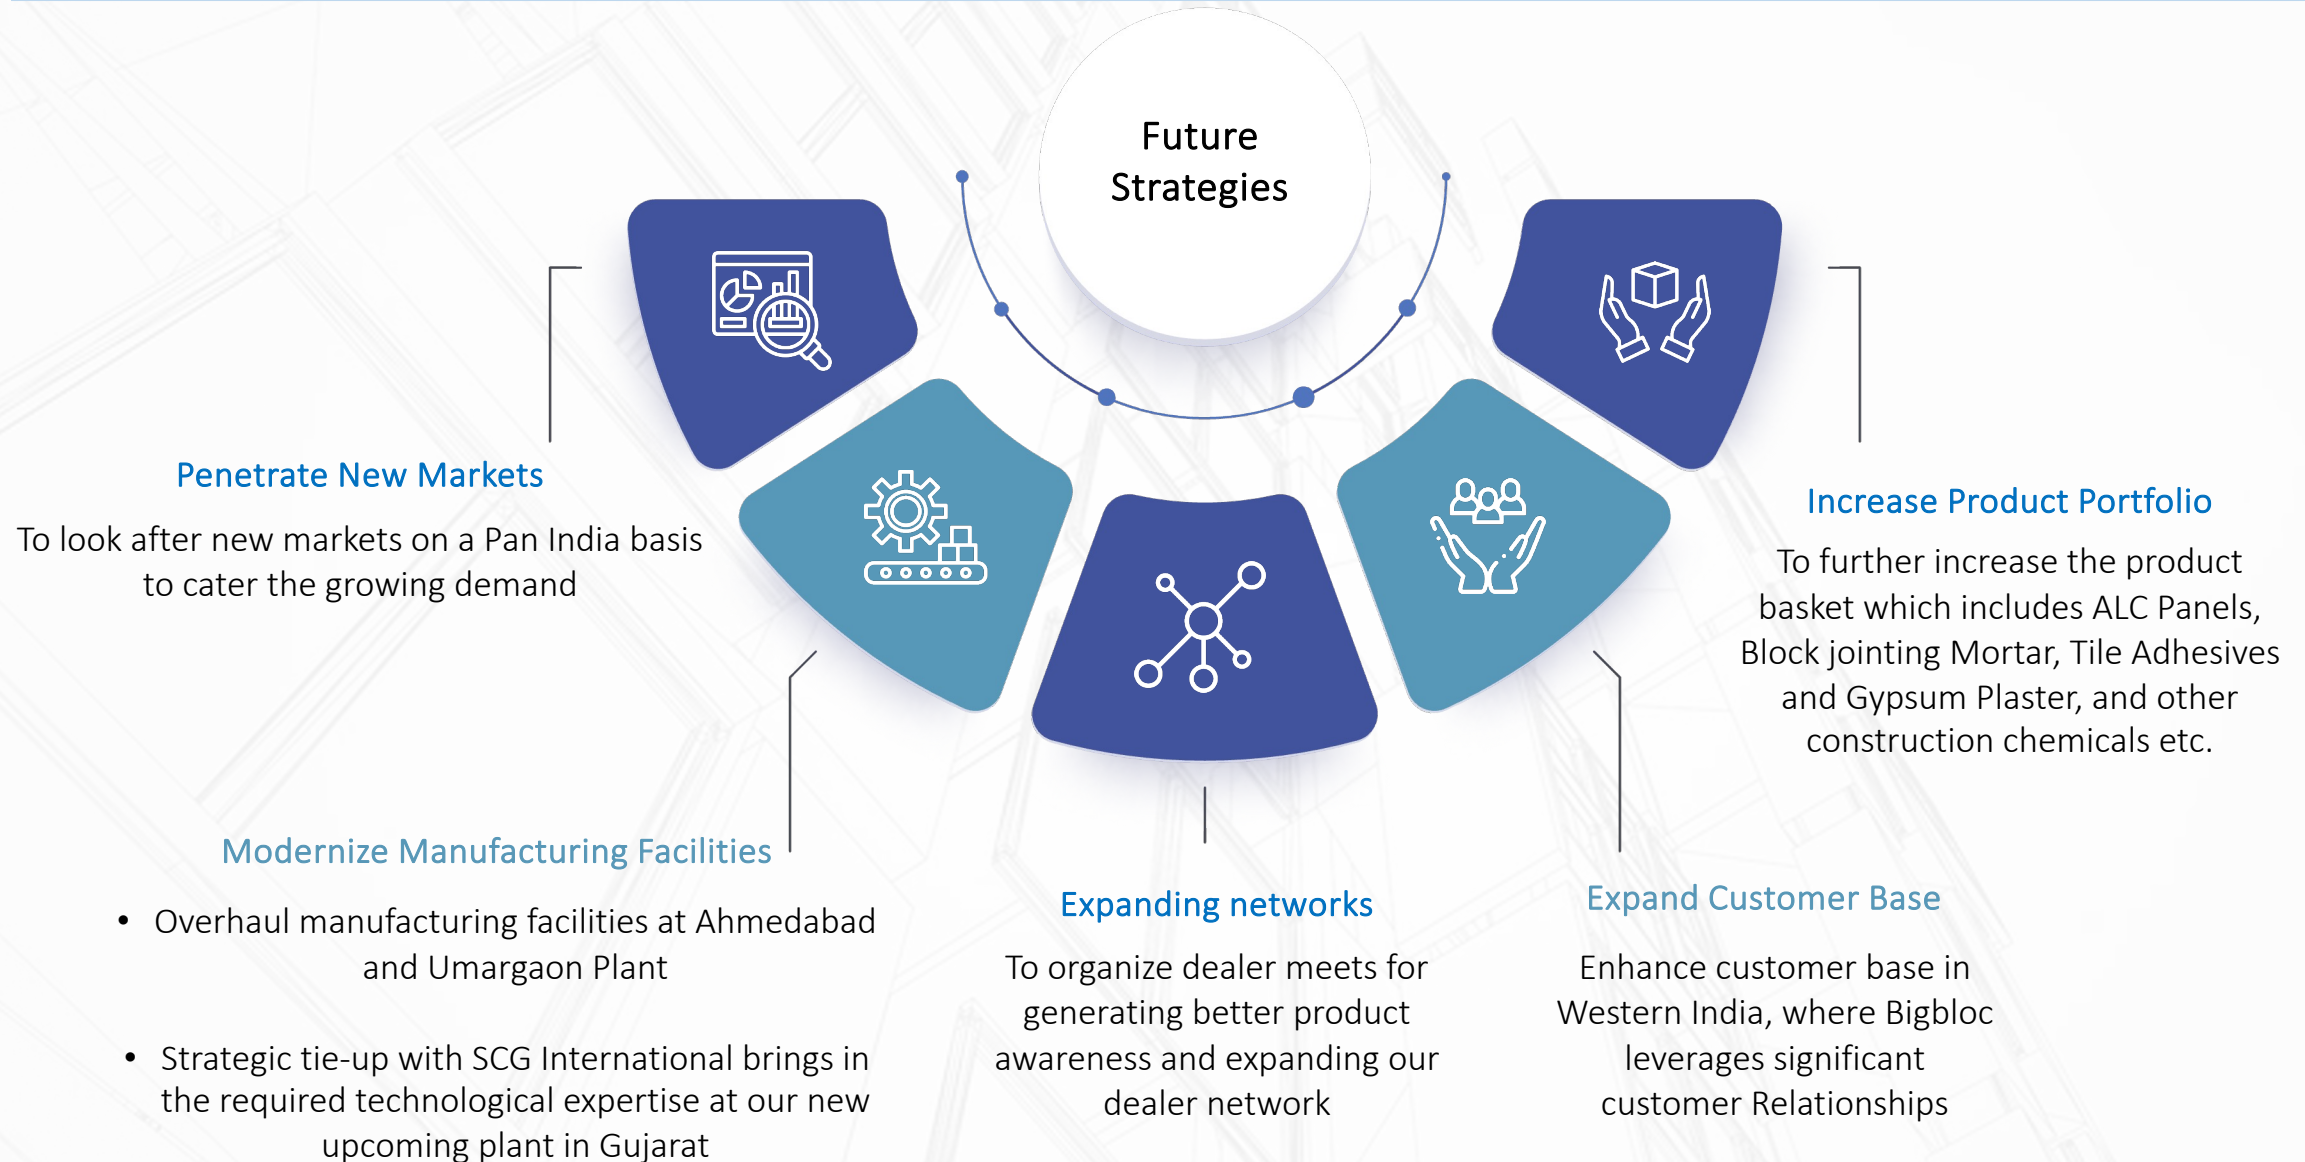 Future
Strategies
Penetrate New Markets
To look after new markets on a Pan India basis
to cater the growing demand
Modernize Manufacturing Facilities
• Overhaul manufacturing facilities at Ahmedabad
and Umargaon Plant
• Strategic tie-up with SCG International brings in
the required technological expertise at our new
upcoming plant in Gujarat
Expanding networks
To organize dealer meets for
generating better product
awareness and expanding our
dealer network
Expand Customer Base
Enhance customer base in
Western India, where Bigbloc
leverages significant
customer Relationships
Increase Product Portfolio
To further increase the product
basket which includes ALC Panels,
Block jointing Mortar, Tile Adhesives
and Gypsum Plaster, and other
construction chemicals etc.